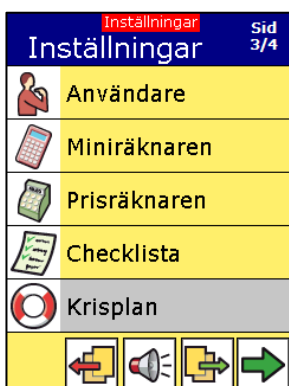 Inställningar
Inställningar
Sid
3/4
Användare
Miniräknaren
Prisräknaren
Checklista
Krisplan